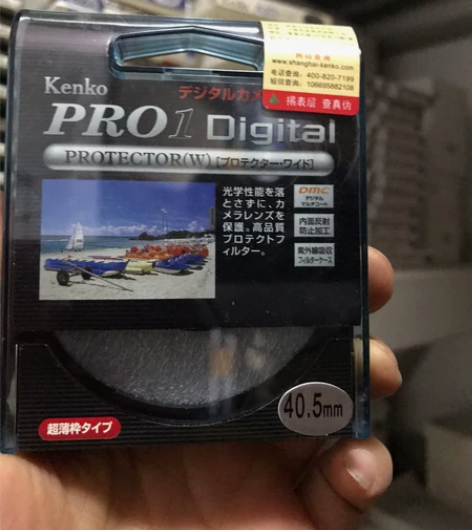 www.shanghai-kenko.com
电话查询: 400-820-7199
短信查询: 106695882108
揭表层 查真伪
Kenko
デジタルカメ
PRO1 Digital
PROTECTOR(W) [プロテクター・ワイド]
光学性能を落
とさずに、カ
メラレンズを
保護。高品質
プロテクトフ
ィルター。
DMC
デジタル
マルチコート
内面反射
防止加工
紫外線吸収
フィルターケース
40.5mm
超薄枠タイプ